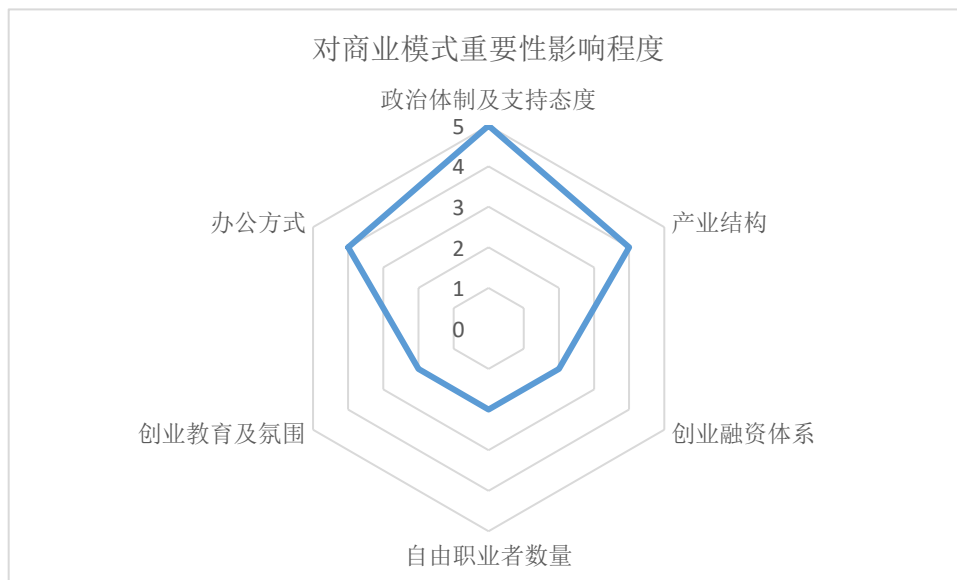 对商业模式重要性影响程度
政治体制及支持态度
5
4
3
2
1
0
办公方式
产业结构
创业教育及氛围
创业融资体系
自由职业者数量